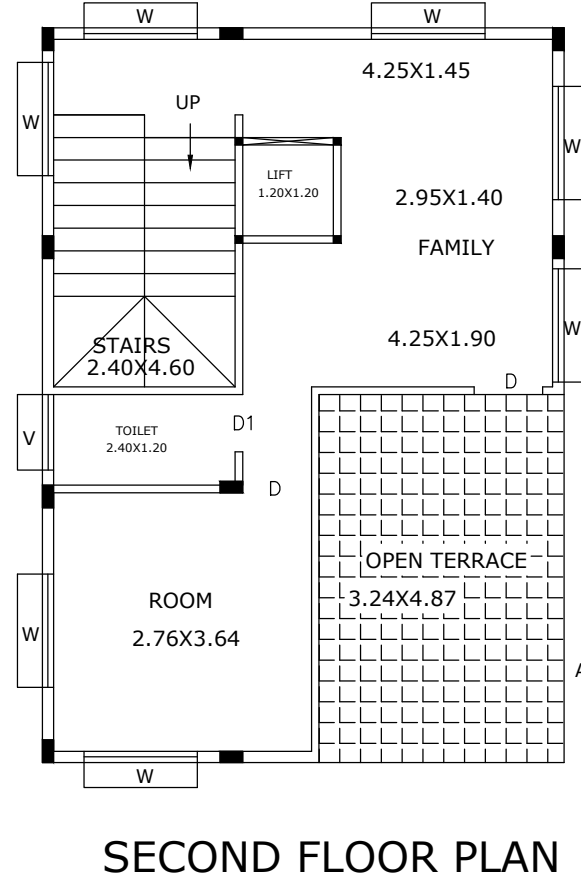 W
W
4.25X1.45
W
UP
W
LIFT
1.20X1.20
2.95X1.40
FAMILY
W
STAIRS
2.40X4.60
4.25X1.90
D
V
TOILET
2.40X1.20
D1
D
OPEN TERRACE
3.24X4.87
ROOM
2.76X3.64
W
A
W
SECOND FLOOR PLAN